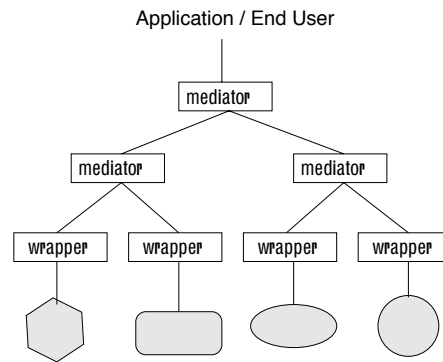 Application / End User
mediator
mediator
mediator
wrapper
wrapper
wrapper
wrapper